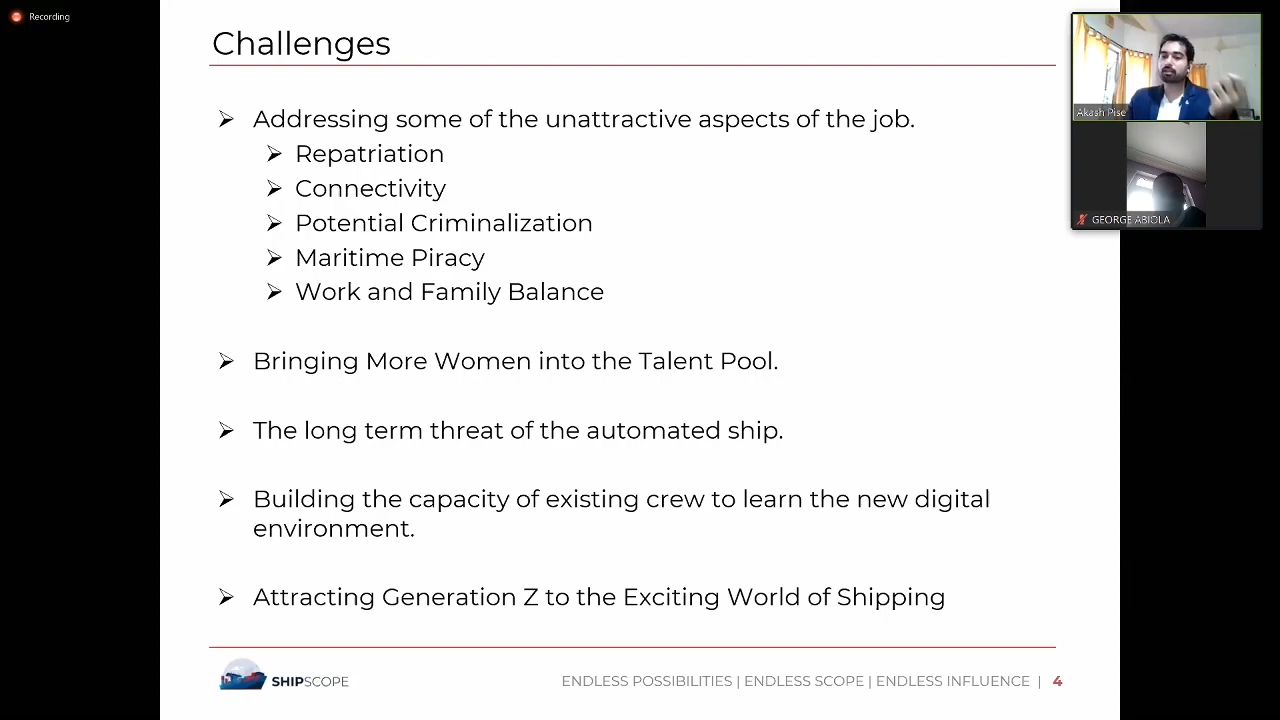 Recording
Challenges
Addressing some of the unattractive aspects of the job.
Repatriation
Connectivity
Potential Criminalization
Maritime Piracy
Work and Family Balance
Bringing More Women into the Talent Pool.
The long term threat of the automated ship.
Building the capacity of existing crew to learn the new digital
environment.
Attracting Generation Z to the Exciting World of Shipping
SHIPSCOPE
ENDLESS POSSIBILITIES | ENDLESS SCOPE | ENDLESS INFLUENCE | 4
Akash Pise
GEORGE ABIOLA